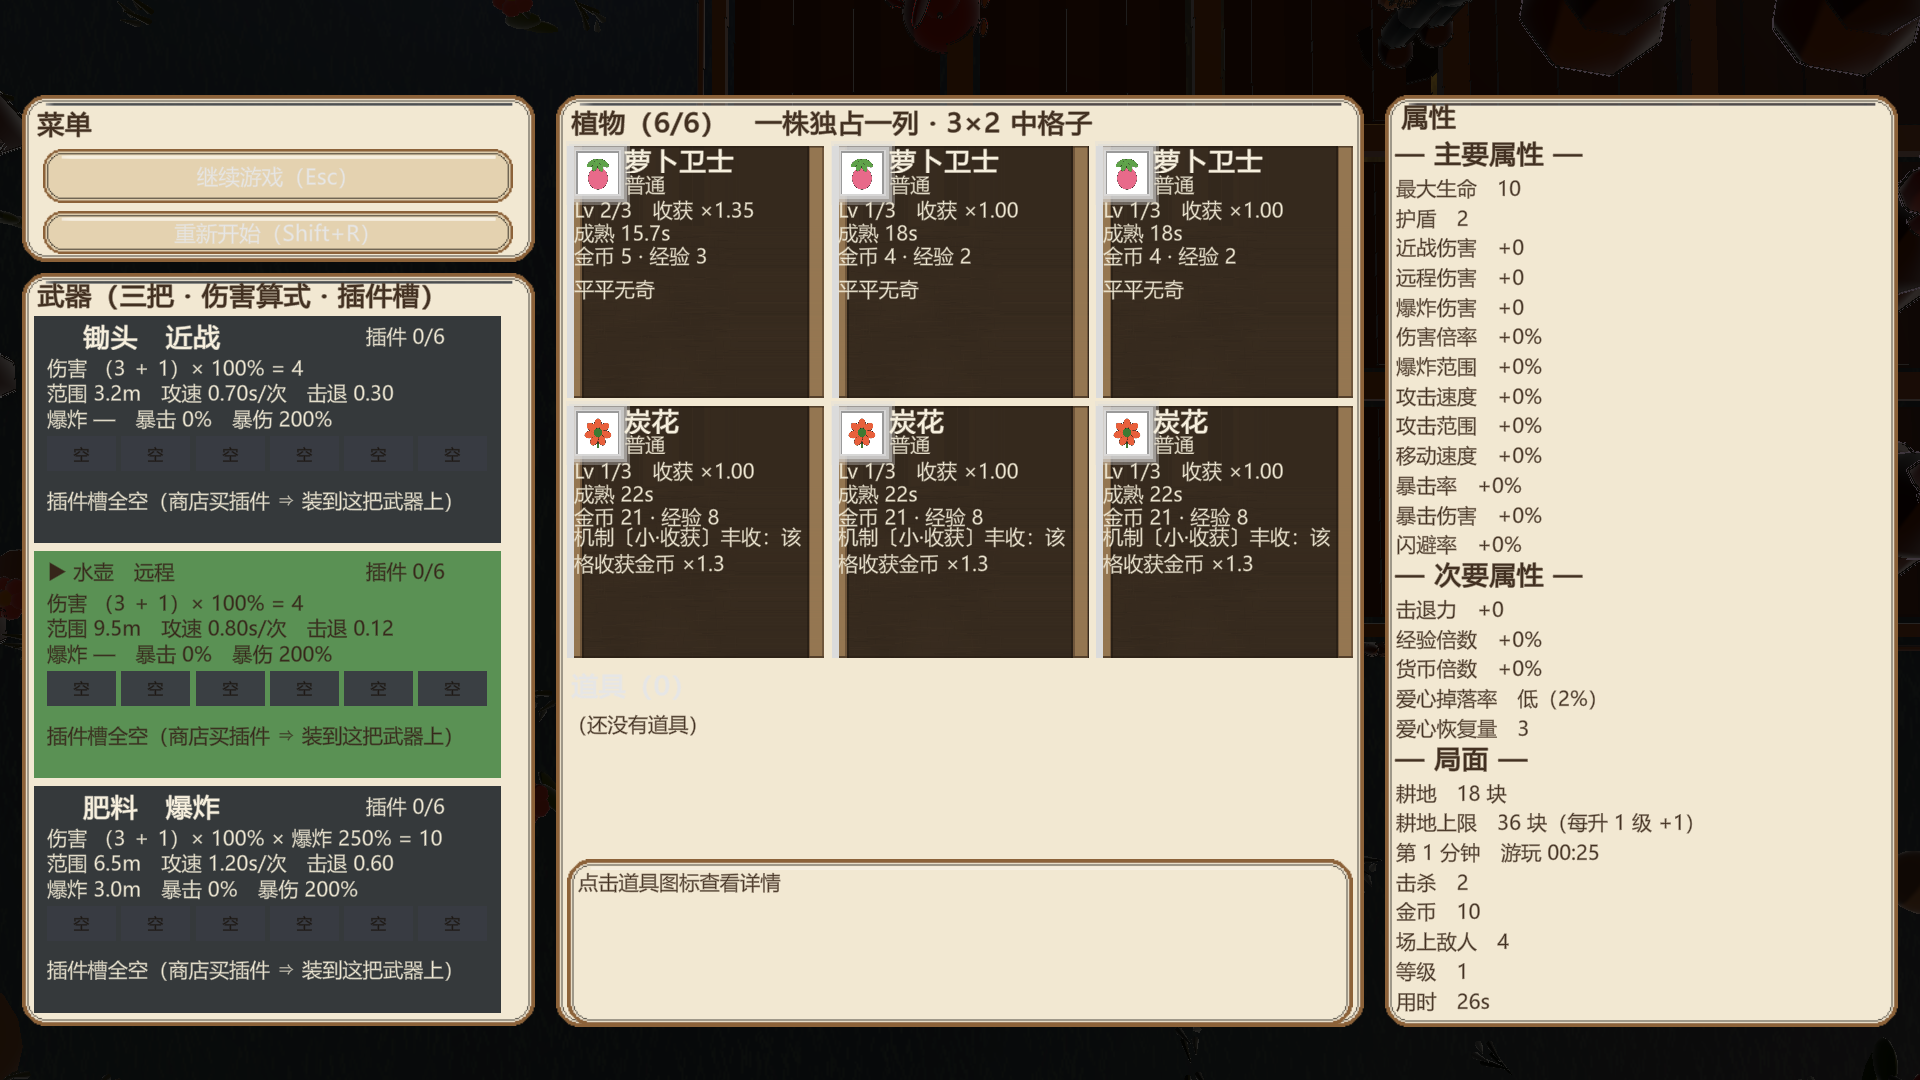 菜单
继续游戏（Esc）
重新开始（Shift+R）
武器（三把 · 伤害算式 · 插件槽）
锄头　近战　插件 0/6
伤害 （3 + 1）× 100% = 4
范围 3.2m　攻速 0.70s/次　击退 0.30
爆炸 —　暴击 0%　暴伤 200%
空 空 空 空 空 空
插件槽全空（商店买插件 ⇒ 装到这把武器上）
▶ 水壶　远程　插件 0/6
伤害 （3 + 1）× 100% = 4
范围 9.5m　攻速 0.80s/次　击退 0.12
爆炸 —　暴击 0%　暴伤 200%
空 空 空 空 空 空
插件槽全空（商店买插件 ⇒ 装到这把武器上）
肥料　爆炸　插件 0/6
伤害 （3 + 1）× 100% × 爆炸 250% = 10
范围 6.5m　攻速 1.20s/次　击退 0.60
爆炸 3.0m　暴击 0%　暴伤 200%
空 空 空 空 空 空
插件槽全空（商店买插件 ⇒ 装到这把武器上）
植物（6/6）　一株独占一列 · 3×2 中格子
萝卜卫士
普通
Lv 2/3　收获 ×1.35
成熟 15.7s
金币 5 · 经验 3
平平无奇
萝卜卫士
普通
Lv 1/3　收获 ×1.00
成熟 18s
金币 4 · 经验 2
平平无奇
萝卜卫士
普通
Lv 1/3　收获 ×1.00
成熟 18s
金币 4 · 经验 2
平平无奇
炭花
普通
Lv 1/3　收获 ×1.00
成熟 22s
金币 21 · 经验 8
机制〔小·收获〕丰收：该
格收获金币 ×1.3
炭花
普通
Lv 1/3　收获 ×1.00
成熟 22s
金币 21 · 经验 8
机制〔小·收获〕丰收：该
格收获金币 ×1.3
炭花
普通
Lv 1/3　收获 ×1.00
成熟 22s
金币 21 · 经验 8
机制〔小·收获〕丰收：该
格收获金币 ×1.3
道具（0）
（还没有道具）
点击道具图标查看详情
属性
— 主要属性 —
最大生命　10
护盾　2
近战伤害　+0
远程伤害　+0
爆炸伤害　+0
伤害倍率　+0%
爆炸范围　+0%
攻击速度　+0%
攻击范围　+0%
移动速度　+0%
暴击率　+0%
暴击伤害　+0%
闪避率　+0%
— 次要属性 —
击退力　+0
经验倍数　+0%
货币倍数　+0%
爱心掉落率　低（2%）
爱心恢复量　3
— 局面 —
耕地　18 块
耕地上限　36 块（每升 1 级 +1）
第 1 分钟　游玩 00:25
击杀　2
金币　10
场上敌人　4
等级　1
用时　26s